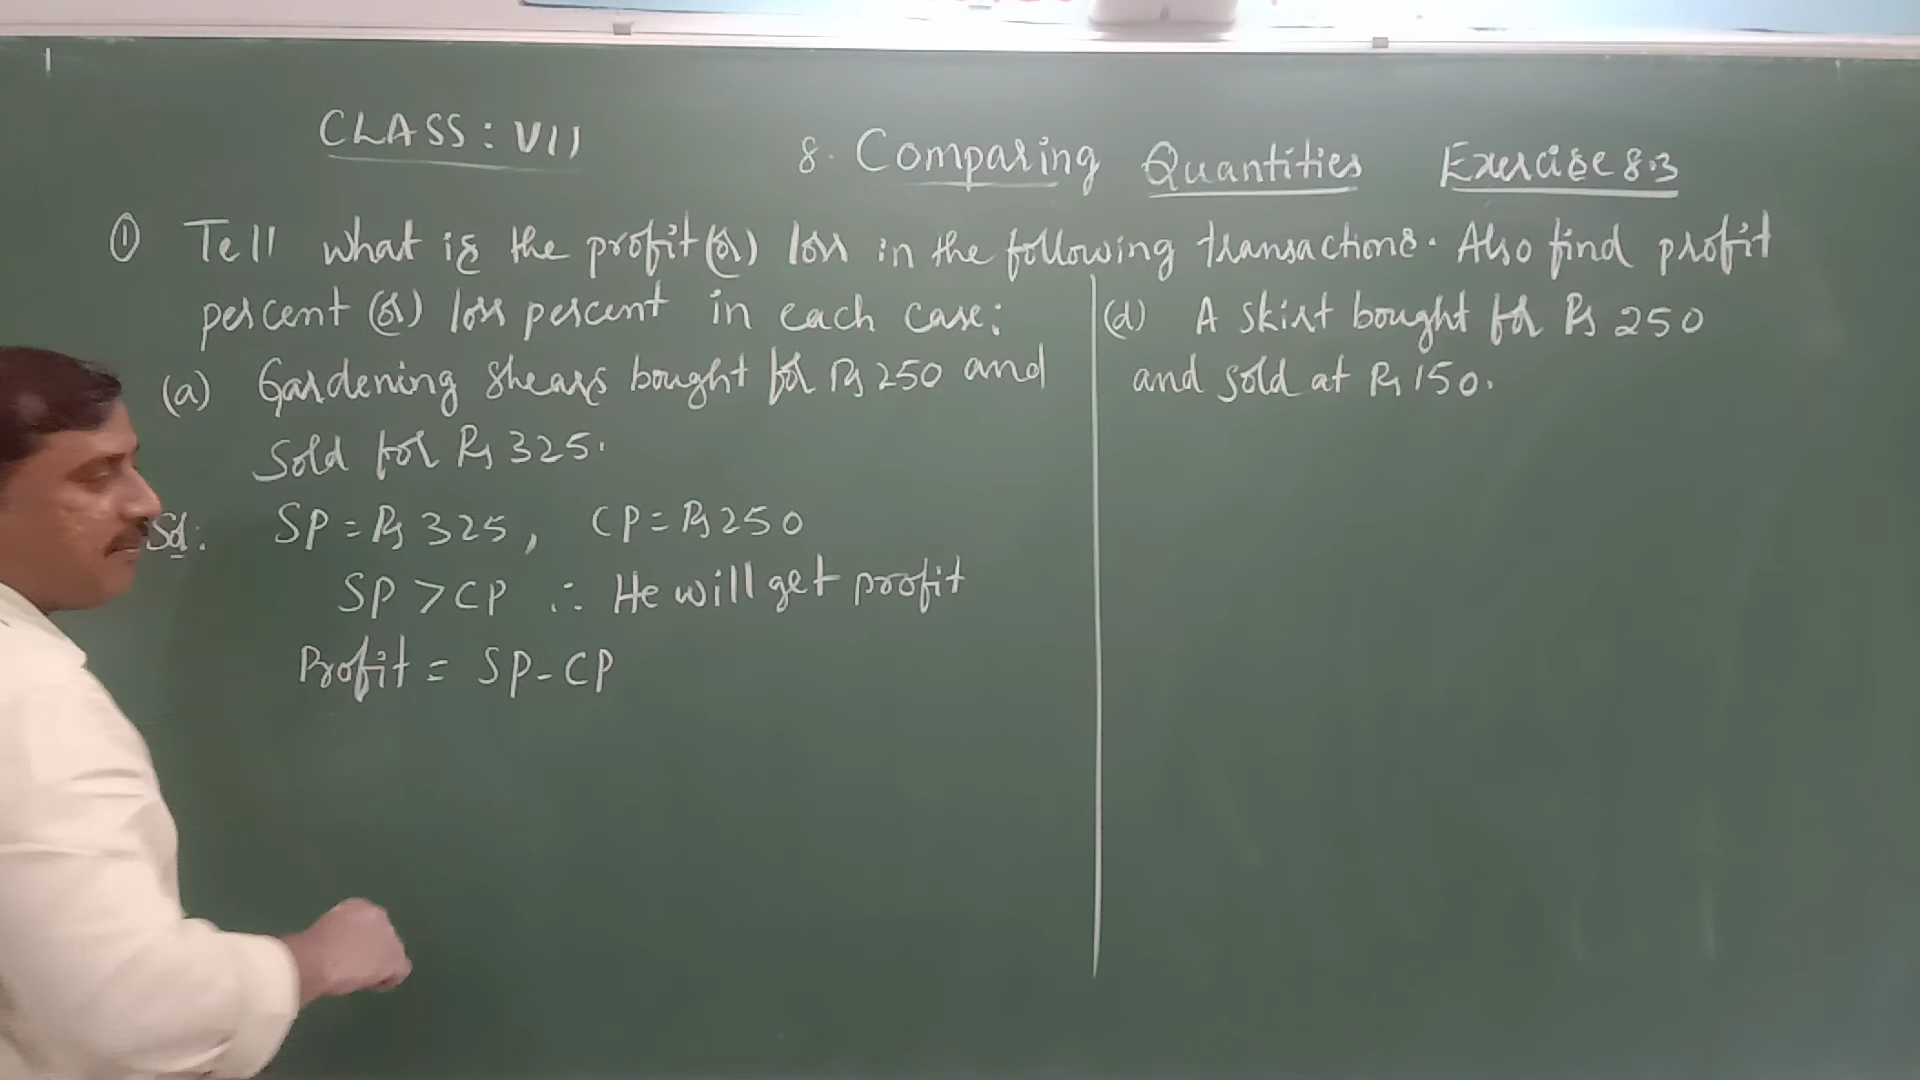 CLASS: VII
8. Comparing Quantities Exercise 8.3
① Tell what is the profit (or) loss in the following transactions. Also find profit
percent (or) loss percent in each case:
(a) Gardening shears bought for Rs 250 and
Sold for Rs 325.
Sol: SP = Rs 325, CP = Rs 250
SP > CP ∴ He will get profit
Profit = SP - CP
(d) A skirt bought for Rs 250
and sold at Rs 150.